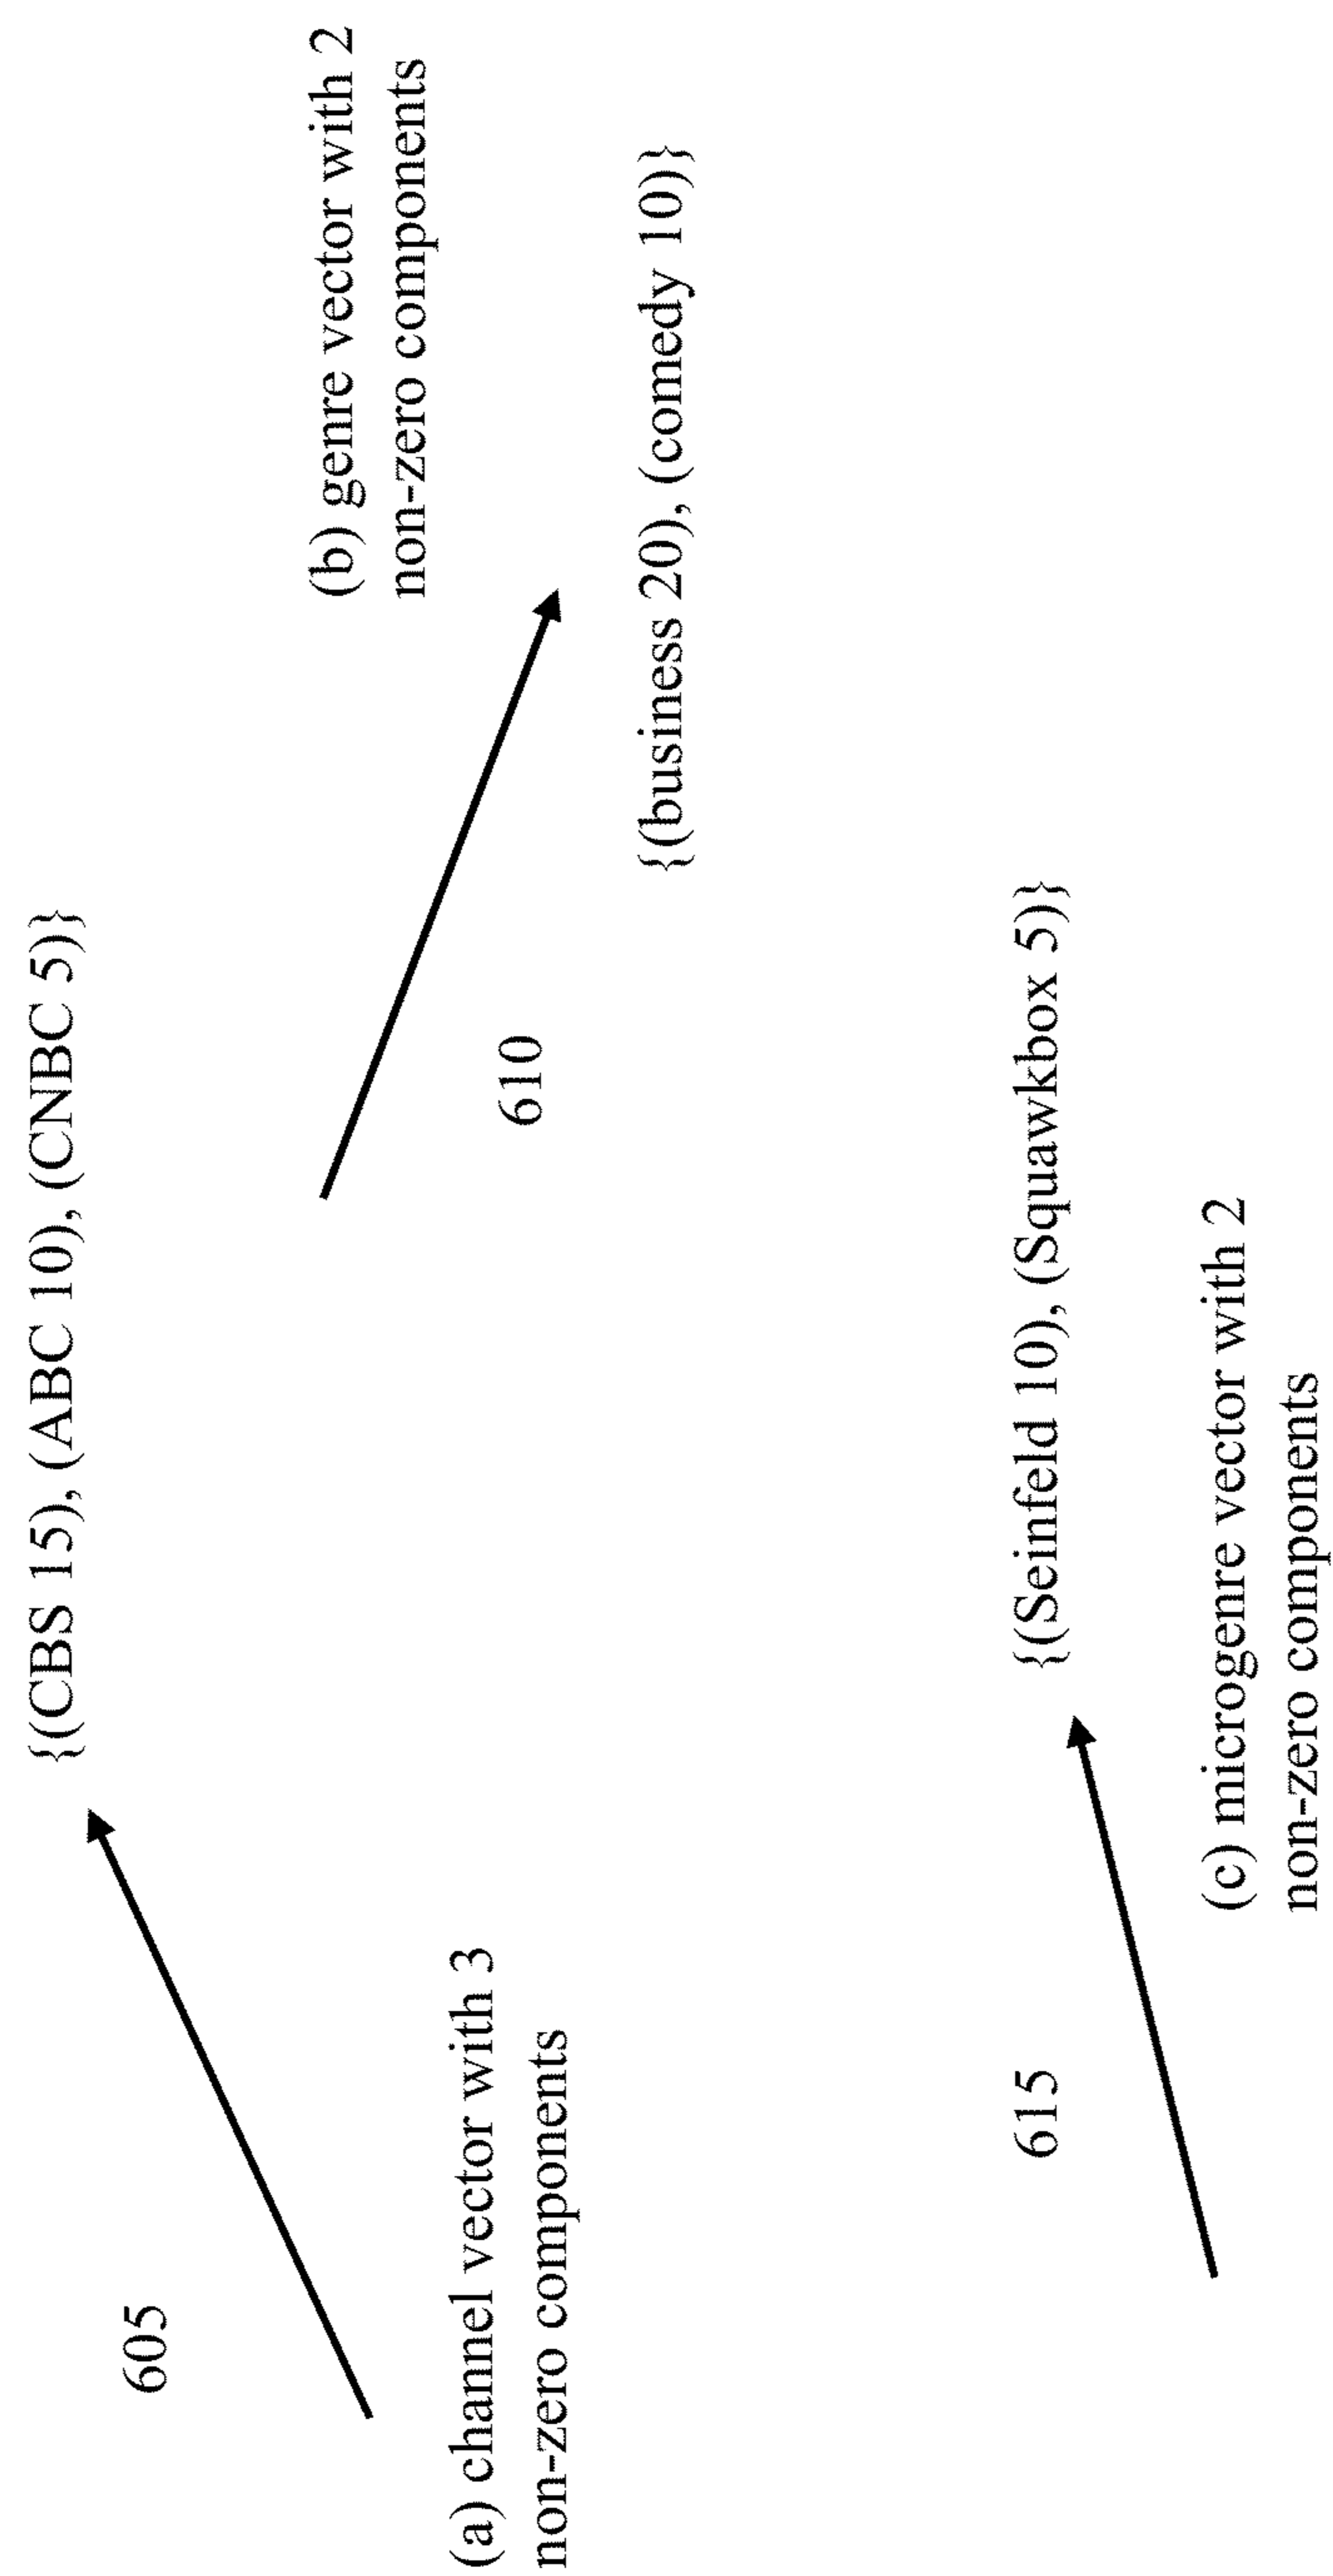 {(CBS 15), (ABC 10), (CNBC 5)}
605
(a) channel vector with 3
non-zero components
(b) genre vector with 2
non-zero components
610
{(business 20), (comedy 10)}
{(Seinfeld 10), (Squawkbox 5)}
615
(c) microgenre vector with 2
non-zero components